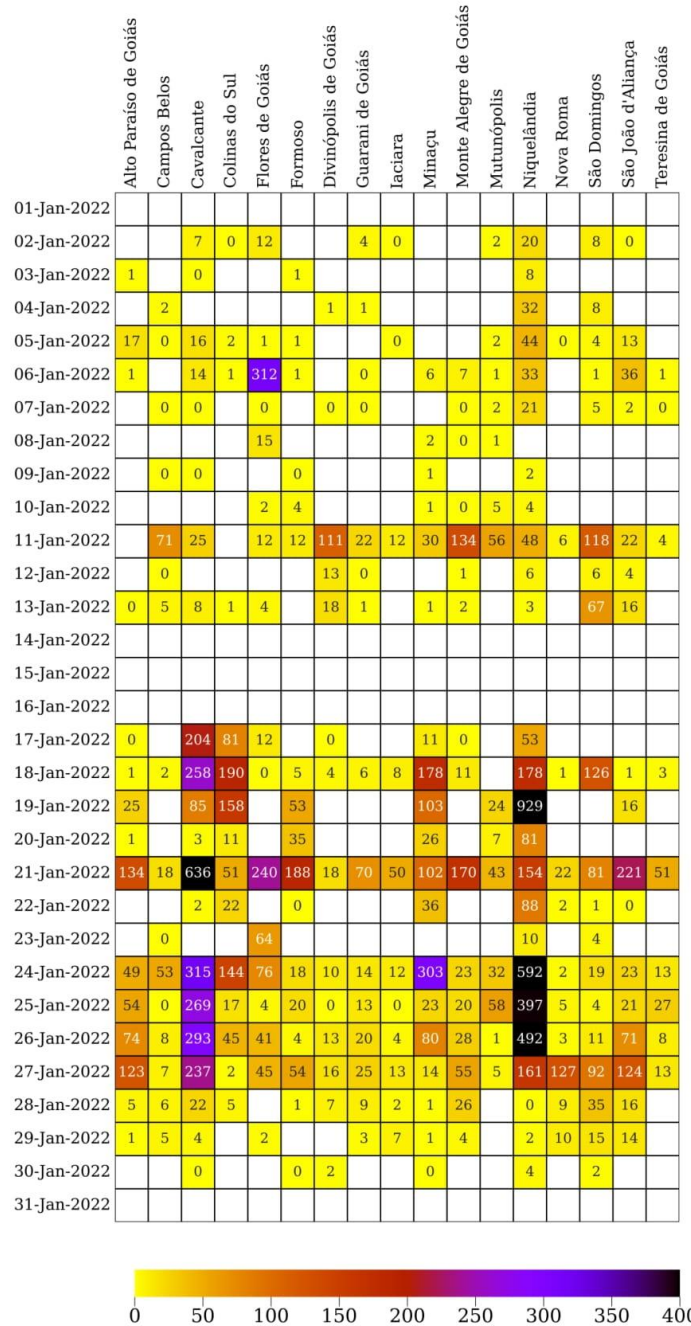 Alto Paraíso de Goiás Campos Belos Cavalcante Colinas do Sul Flores de Goiás Formoso Divinópolis de Goiás Guarani de Goiás Iaciara Minaçu Monte Alegre de Goiás Mutunópolis Niquelândia Nova Roma São Domingos São João d'Aliança Teresina de Goiás
01-Jan-2022
02-Jan-2022 7 0 12 4 0 2 20 8 0
03-Jan-2022 1 0 1 8
04-Jan-2022 2 1 1 32 8
05-Jan-2022 17 0 16 2 1 1 0 2 44 0 4 13
06-Jan-2022 1 14 1 312 1 0 6 7 1 33 1 36 1
07-Jan-2022 0 0 0 0 0 0 2 21 5 2 0
08-Jan-2022 15 2 0 1
09-Jan-2022 0 0 0 1 2
10-Jan-2022 2 4 1 0 5 4
11-Jan-2022 71 25 12 12 111 22 12 30 134 56 48 6 118 22 4
12-Jan-2022 0 13 0 1 6 6 4
13-Jan-2022 0 5 8 1 4 18 1 1 2 3 67 16
14-Jan-2022
15-Jan-2022
16-Jan-2022
17-Jan-2022 0 204 81 12 0 11 0 53
18-Jan-2022 1 2 258 190 0 5 4 6 8 178 11 178 1 126 1 3
19-Jan-2022 25 85 158 53 103 24 929 16
20-Jan-2022 1 3 11 35 26 7 81
21-Jan-2022 134 18 636 51 240 188 18 70 50 102 170 43 154 22 81 221 51
22-Jan-2022 2 22 0 36 88 2 1 0
23-Jan-2022 0 64 10 4
24-Jan-2022 49 53 315 144 76 18 10 14 12 303 23 32 592 2 19 23 13
25-Jan-2022 54 0 269 17 4 20 0 13 0 23 20 58 397 5 4 21 27
26-Jan-2022 74 8 293 45 41 4 13 20 4 80 28 1 492 3 11 71 8
27-Jan-2022 123 7 237 2 45 54 16 25 13 14 55 5 161 127 92 124 13
28-Jan-2022 5 6 22 5 1 7 9 2 1 26 0 9 35 16
29-Jan-2022 1 5 4 2 3 7 1 4 2 10 15 14
30-Jan-2022 0 0 2 0 4 2
31-Jan-2022
0 50 100 150 200 250 300 350 400